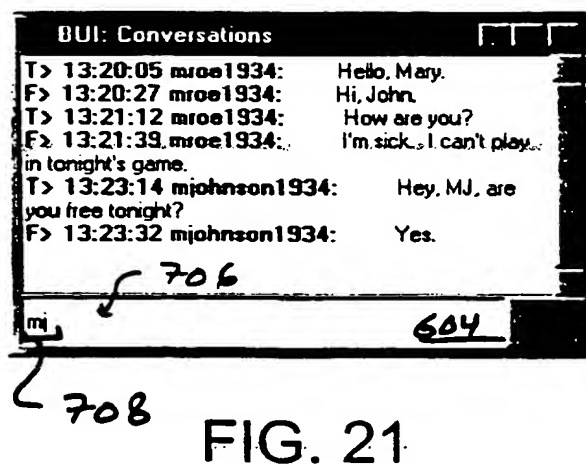 BUI: Conversations
T> 13:20:05 mroe1934: Hello, Mary.
F> 13:20:27 mroe1934: Hi, John.
T> 13:21:12 mroe1934: How are you?
F> 13:21:39 mroe1934: I'm sick. I can't play
in tonight's game.
T> 13:23:14 mjohnson1934: Hey, MJ, are
you free tonight?
F> 13:23:32 mjohnson1934: Yes.
706
mj 604
708
FIG. 21